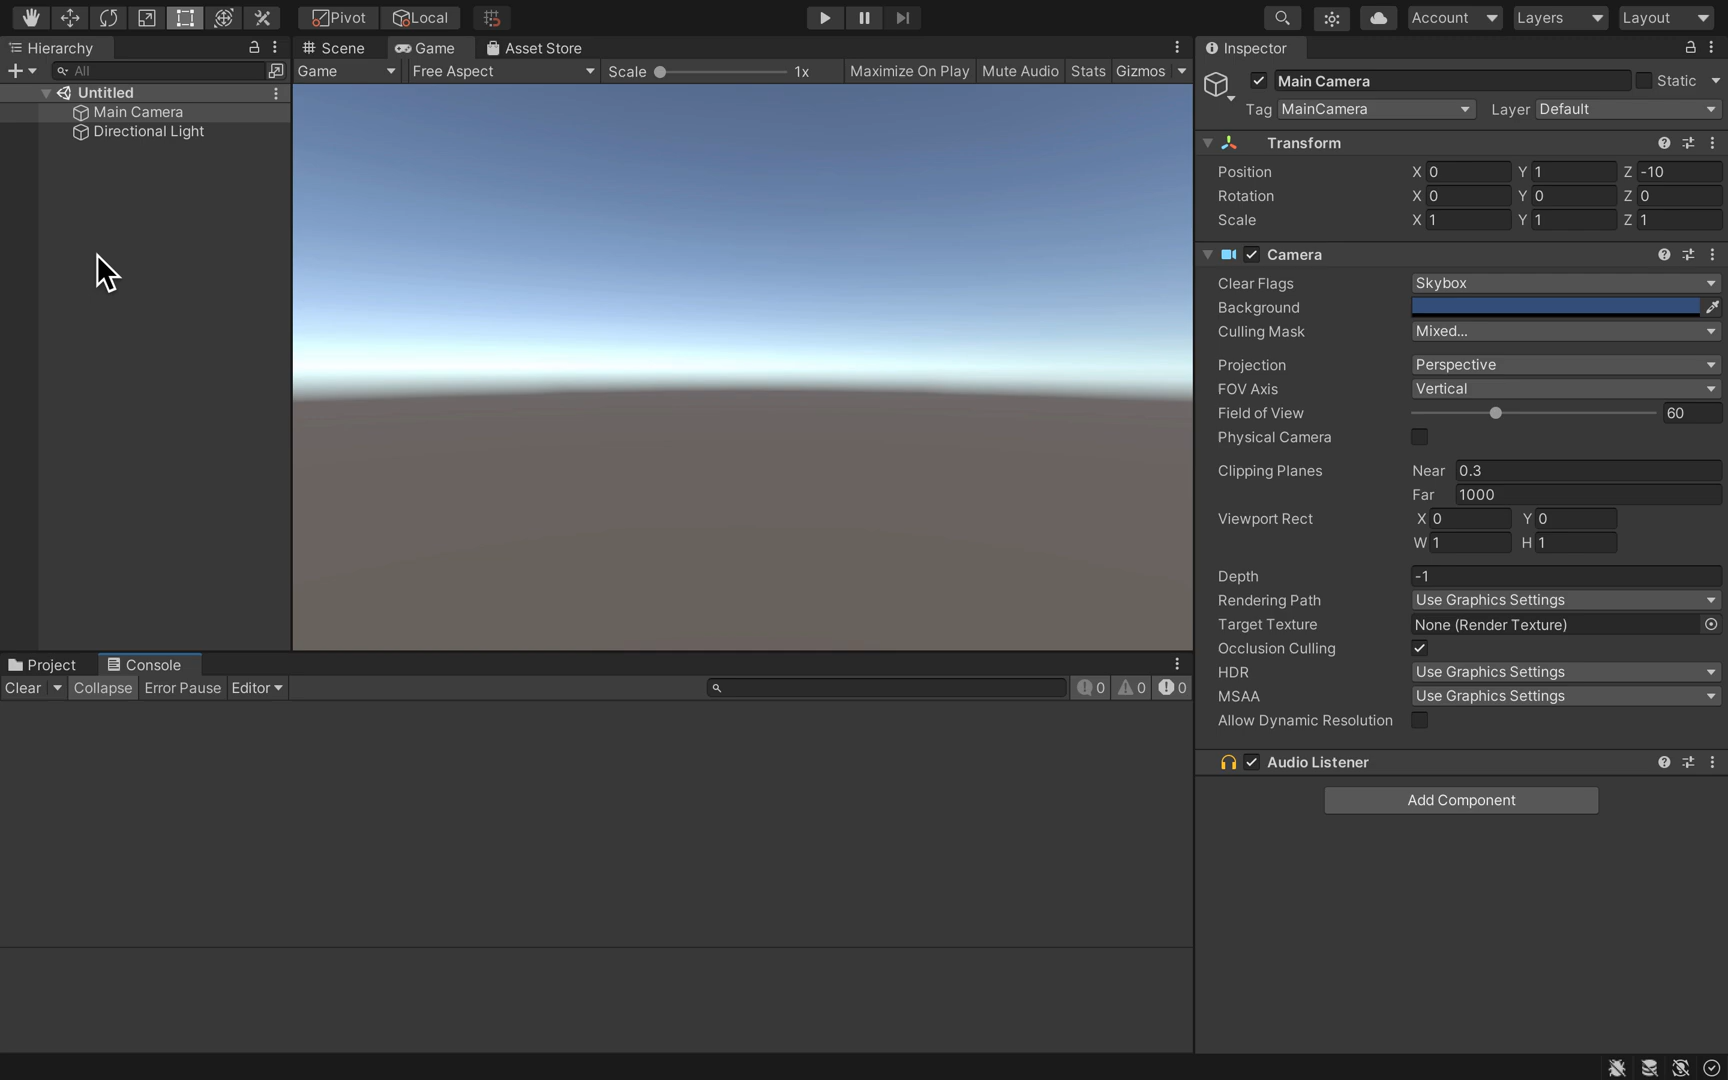 Pivot Local Account Layers Layout
Hierarchy Scene Game Asset Store Inspector
All Game Free Aspect Scale 1x Maximize On Play Mute Audio Stats Gizmos
Untitled
Main Camera
Directional Light
Main Camera Static
Tag MainCamera Layer Default
Transform
Position X 0 Y 1 Z -10
Rotation X 0 Y 0 Z 0
Scale X 1 Y 1 Z 1
Camera
Clear Flags Skybox
Background
Culling Mask Mixed...
Projection Perspective
FOV Axis Vertical
Field of View 60
Physical Camera
Clipping Planes Near 0.3
Far 1000
Viewport Rect X 0 Y 0
W 1 H 1
Depth -1
Rendering Path Use Graphics Settings
Target Texture None (Render Texture)
Occlusion Culling
HDR Use Graphics Settings
MSAA Use Graphics Settings
Allow Dynamic Resolution
Audio Listener
Add Component
Project Console
Clear Collapse Error Pause Editor 0 0 0